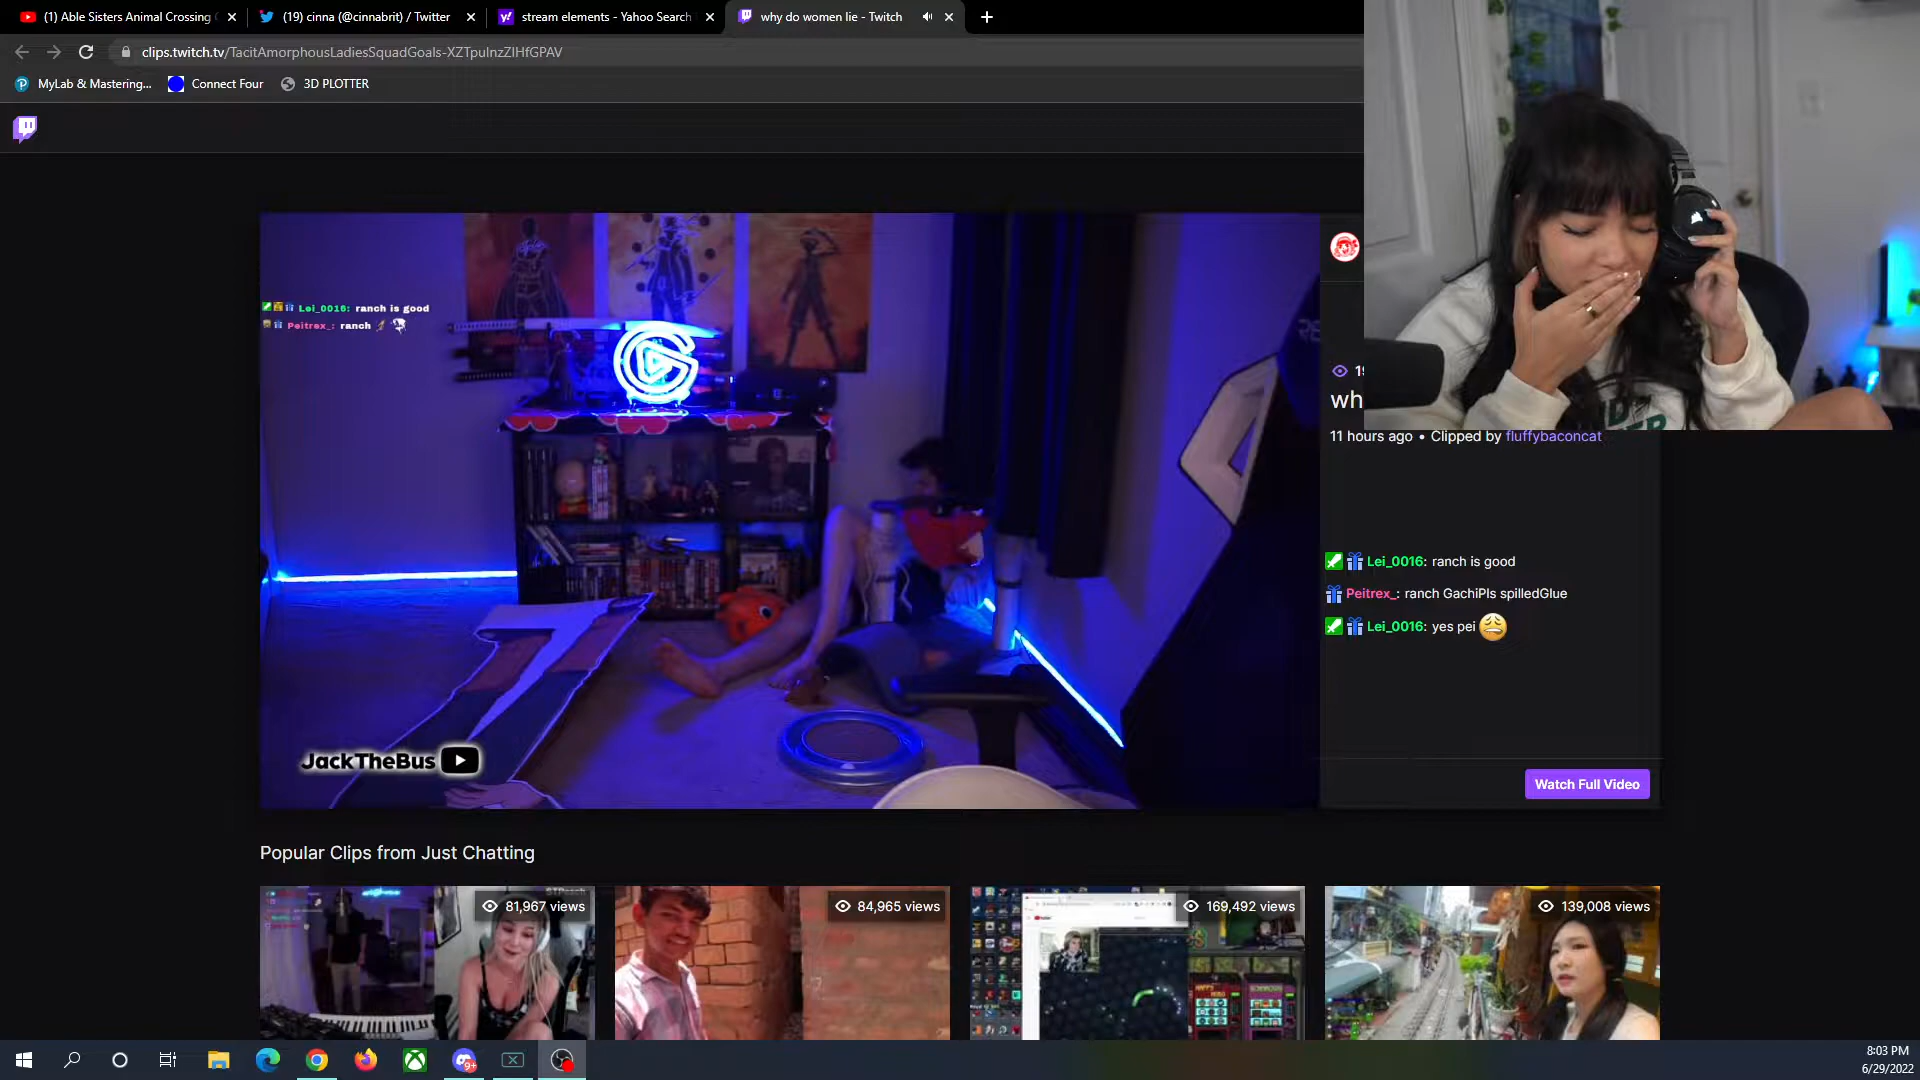 (1) Able Sisters Animal Crossing
(19) cinna (@cinnabrit) / Twitter
stream elements - Yahoo Search
why do women lie - Twitch
clips.twitch.tv/TacitAmorphousLadiesSquadGoals-XZTpulnzZIHfGPAV
MyLab & Mastering...
Connect Four
3D PLOTTER
Lei_0016: ranch is good
Peitrex_: ranch
wh
11 hours ago • Clipped by fluffybaconcat
Lei_0016: ranch is good
Peitrex_: ranch GachiPls spilledGlue
Lei_0016: yes pei
JackTheBus
Watch Full Video
Popular Clips from Just Chatting
81,967 views
84,965 views
169,492 views
139,008 views
9+
8:03 PM
6/29/2022